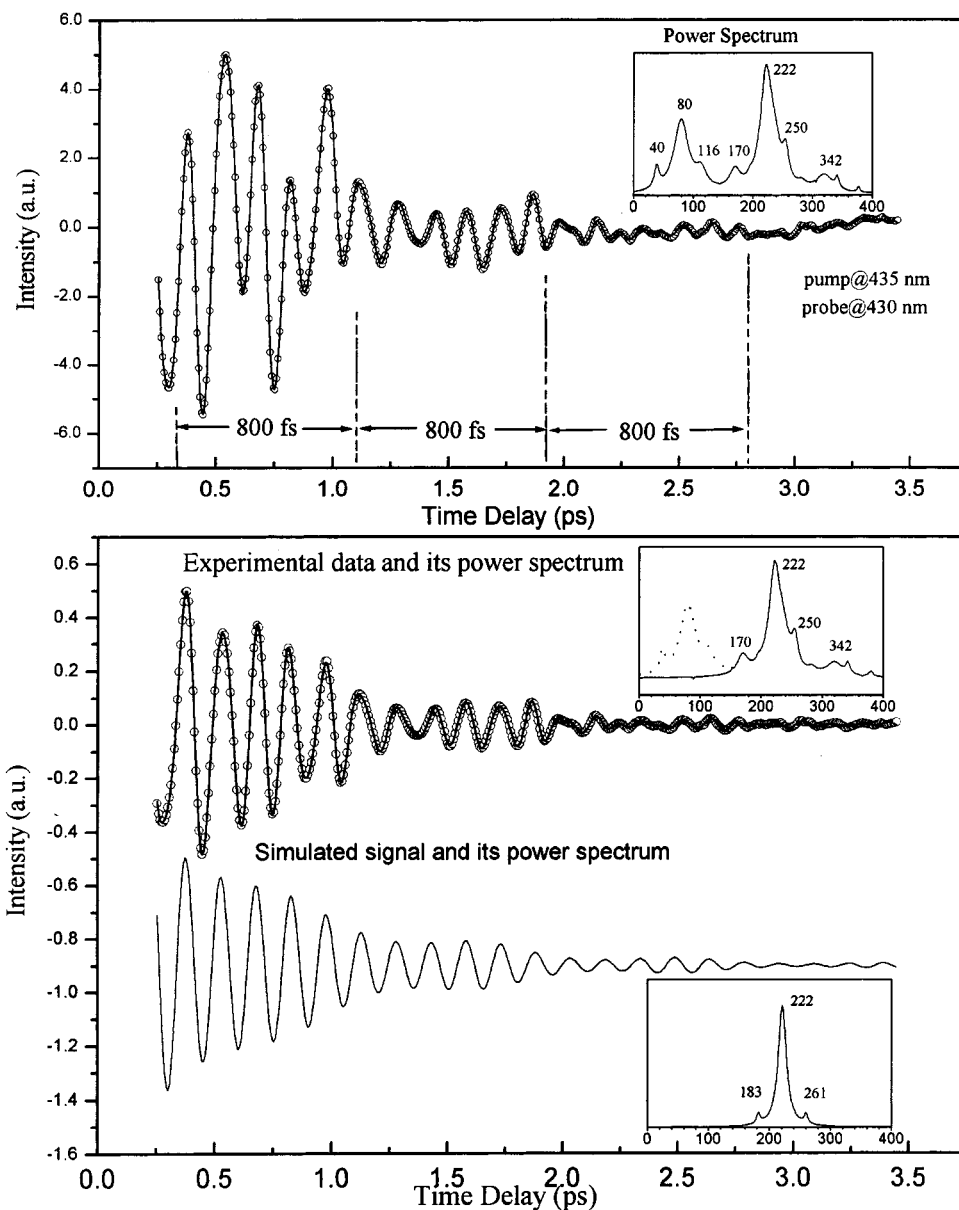 6.0
4.0
2.0
0.0
-2.0
-4.0
-6.0
Intensity (a.u.)
Power Spectrum
40
80
116
170
222
250
342
0 100 200 300 400
pump@435 nm
probe@430 nm
800 fs
800 fs
800 fs
0.0 0.5 1.0 1.5 2.0 2.5 3.0 3.5
Time Delay (ps)
0.6
0.4
0.2
0.0
-0.2
-0.4
-0.6
-0.8
-1.0
-1.2
-1.4
-1.6
Intensity (a.u.)
Experimental data and its power spectrum
170
222
250
342
0 100 200 300 400
Simulated signal and its power spectrum
183
222
261
0 100 200 300 400
0.0 0.5 1.0 1.5 2.0 2.5 3.0 3.5
Time Delay (ps)